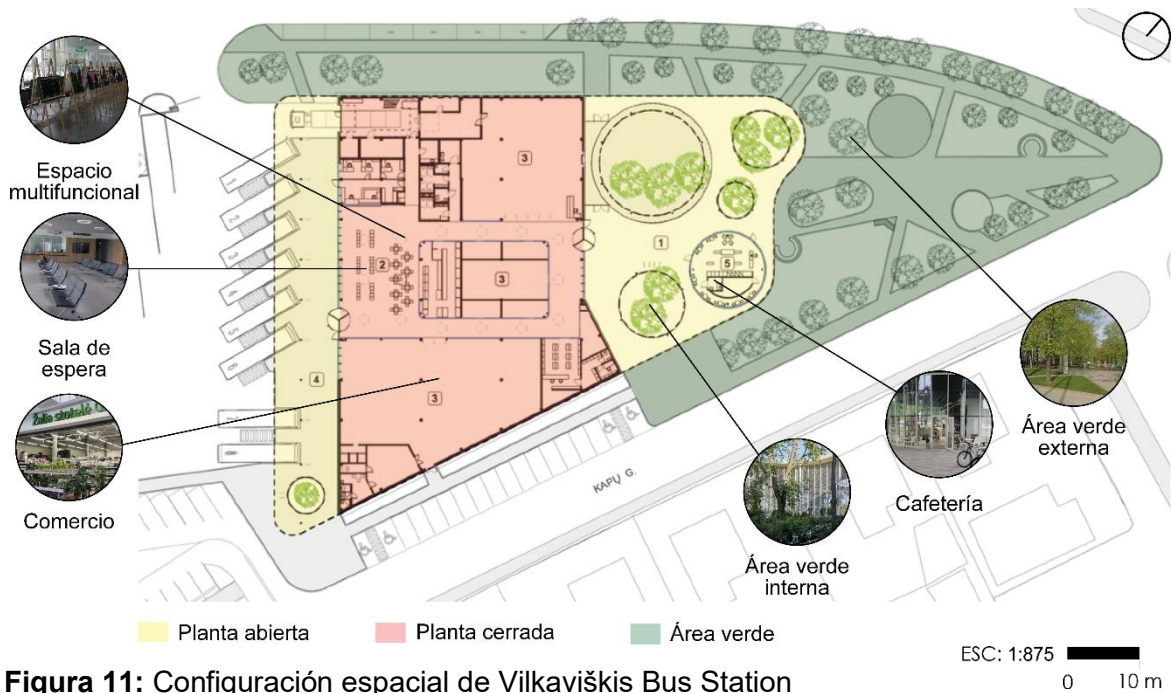 Espacio
multifuncional
Sala de
espera
Žalia stotelė
Comercio
3
2
3
1
5
4
3
KAPŲ G.
Área verde
externa
Cafetería
Área verde
interna
Planta abierta
Planta cerrada
Área verde
ESC: 1:875
0 10 m
Figura 11: Configuración espacial de Vilkaviškis Bus Station